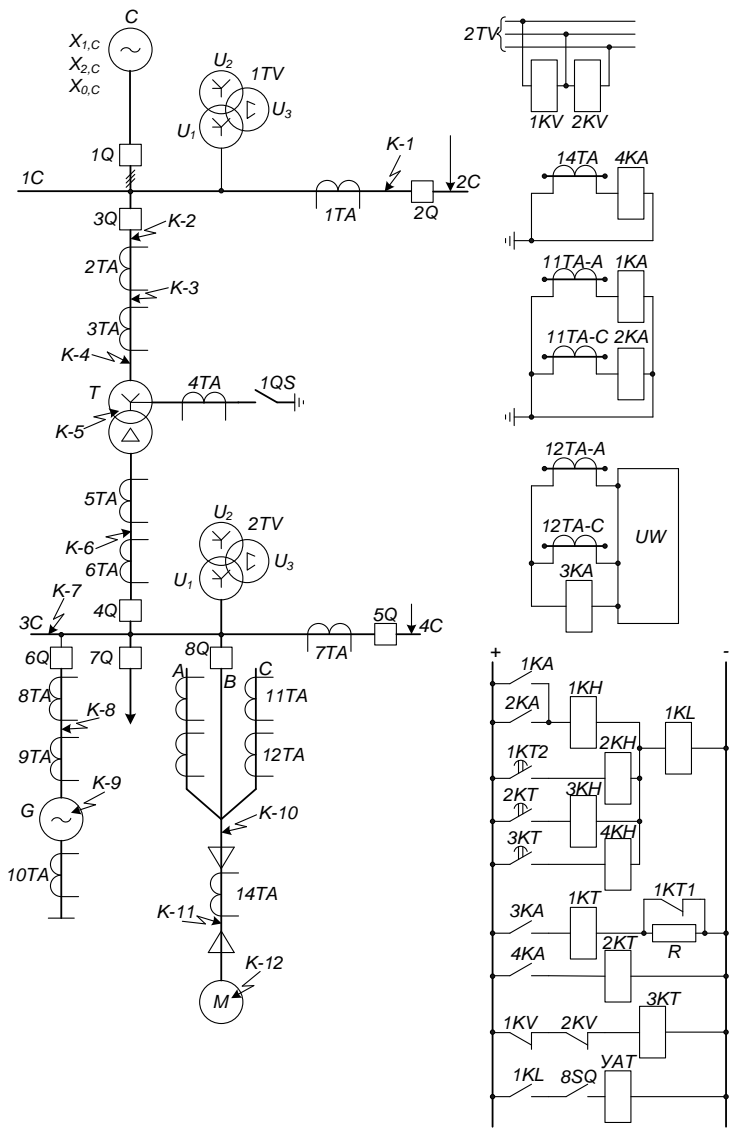 C
X1,C
X2,C
X0,C
U2
1TV
U3
U1
1Q
K-1
1C
2C
1TA
2Q
3Q
K-2
2TA
K-3
3TA
K-4
T
4TA
1QS
K-5
5TA
K-6
6TA
U2
2TV
U3
U1
K-7
4Q
3C
5Q
4C
7TA
6Q
7Q
8Q
A
B
C
8TA
11TA
K-8
9TA
12TA
G
K-9
K-10
10TA
14TA
K-11
K-12
M
2TV
1KV
2KV
14TA
4KA
11TA-A
1KA
11TA-C
2KA
12TA-A
12TA-C
UW
3KA
+
-
1KA
1KH
1KL
2KA
2KH
1KT2
3KH
2KT
4KH
3KT
1KT
1KT1
3KA
R
2KT
4KA
3KT
1KV
2KV
УАТ
1KL
8SQ